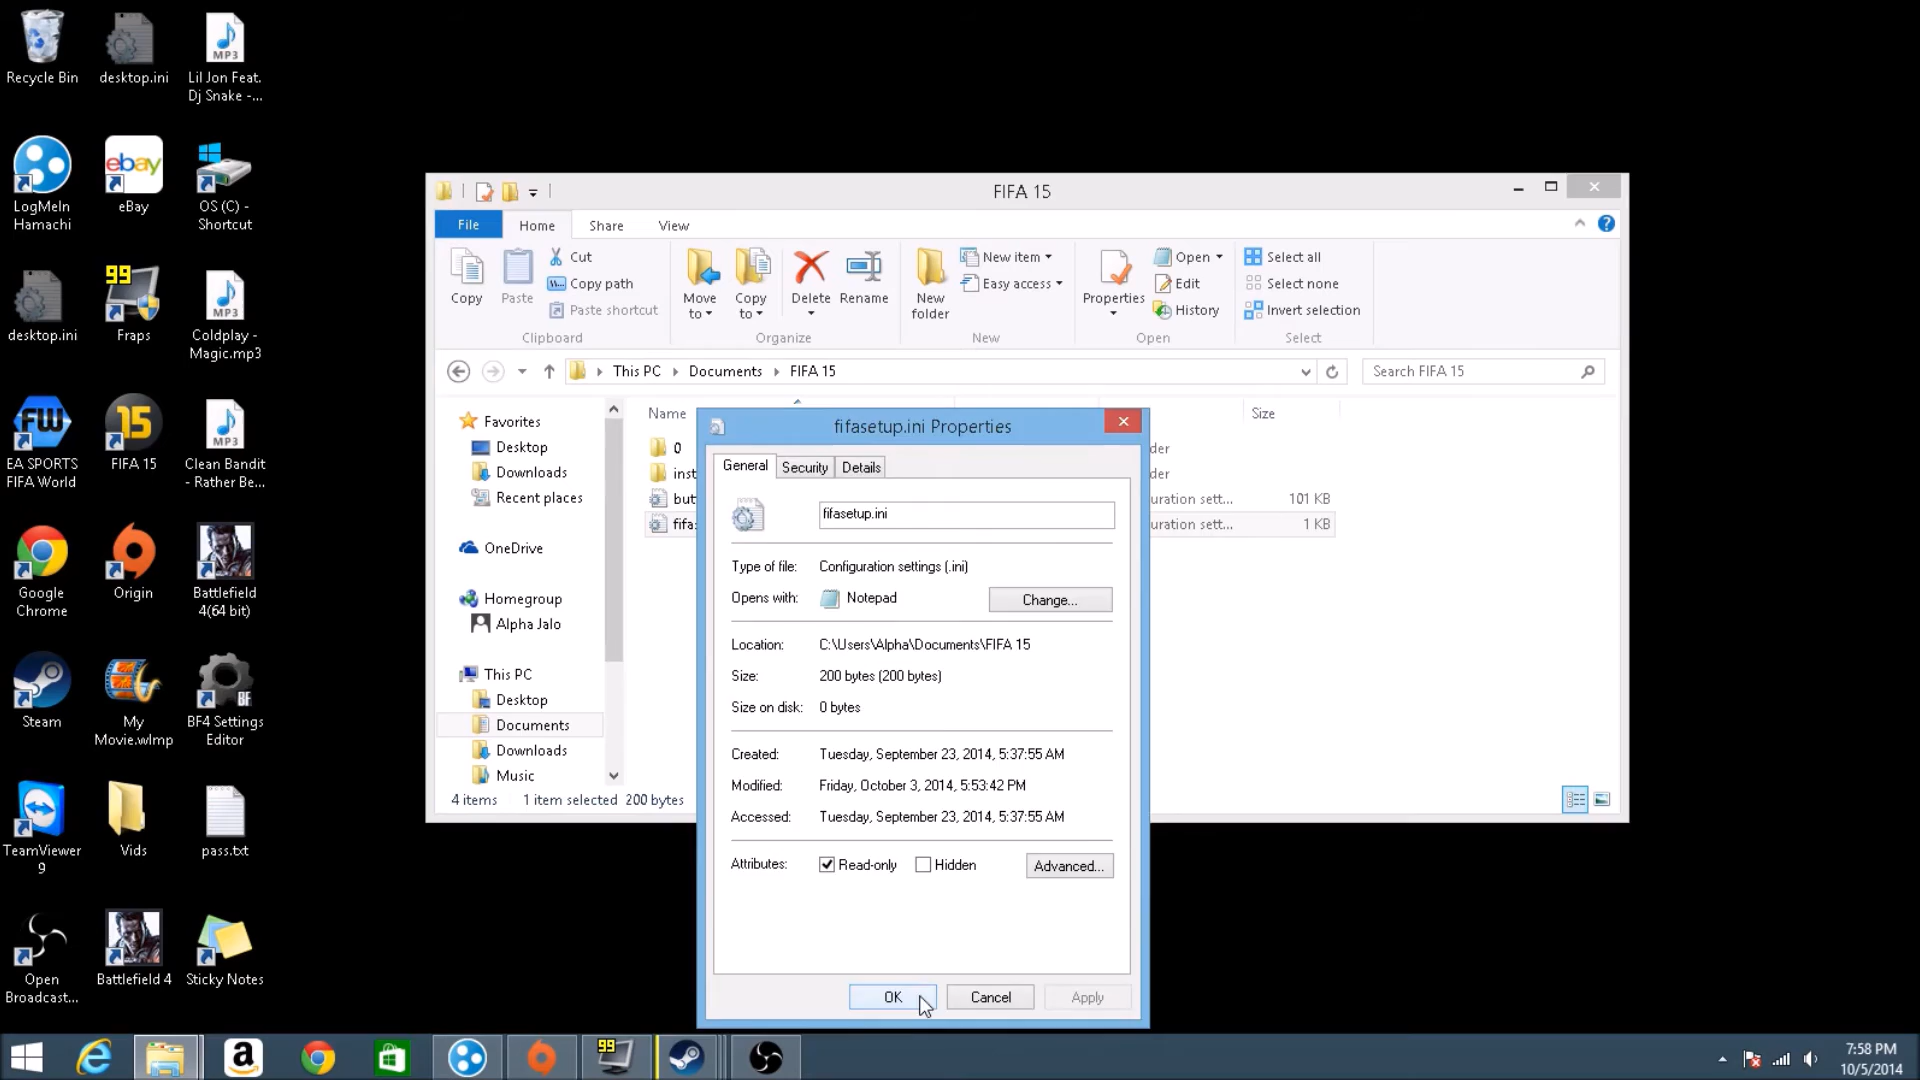 Recycle Bin
desktop.ini
Lil Jon Feat.
Dj Snake -...
LogMeIn
Hamachi
eBay
OS (C) -
Shortcut
desktop.ini
Fraps
Coldplay -
Magic.mp3
EA SPORTS
FIFA World
FIFA 15
Clean Bandit
- Rather Be...
Google
Chrome
Origin
Battlefield
4(64 bit)
Steam
My
Movie.wlmp
BF4 Settings
Editor
TeamViewer
9
Vids
pass.txt
Open
Broadcast...
Battlefield 4
Sticky Notes
MP3
ebay
99
MP3
FW
15
MP3
BF
FIFA 15
File
Home
Share
View
Copy
Paste
Cut
Copy path
Paste shortcut
Clipboard
Move
to
Copy
to
Delete
Rename
Organize
New
folder
New item
Easy access
New
Properties
Open
Edit
History
Open
Select all
Select none
Invert selection
Select
This PC
Documents
FIFA 15
Search FIFA 15
Favorites
Desktop
Downloads
Recent places
OneDrive
Homegroup
Alpha Jalo
This PC
Desktop
Documents
Downloads
Music
Name
Size
0
der
inst
der
but
uration sett...
101 KB
fifa
uration sett...
1 KB
4 items
1 item selected 200 bytes
fifasetup.ini Properties
General
Security
Details
fifasetup.ini
Type of file: Configuration settings (.ini)
Opens with: Notepad
Change...
Location: C:\Users\Alpha\Documents\FIFA 15
Size: 200 bytes (200 bytes)
Size on disk: 0 bytes
Created: Tuesday, September 23, 2014, 5:37:55 AM
Modified: Friday, October 3, 2014, 5:53:42 PM
Accessed: Tuesday, September 23, 2014, 5:37:55 AM
Attributes: Read-only Hidden
Advanced...
OK
Cancel
Apply
99
7:58 PM
10/5/2014